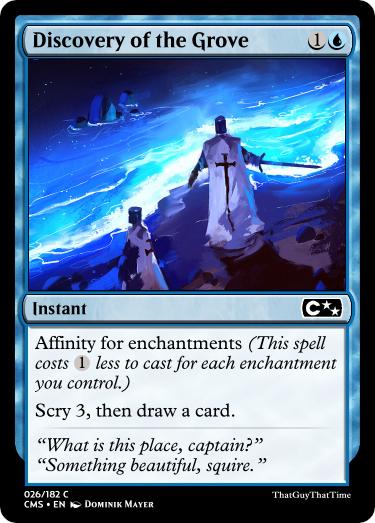 Discovery of the Grove 1
Instant C
Affinity for enchantments (This spell
costs 1 less to cast for each enchantment
you control.)
Scry 3, then draw a card.
“What is this place, captain?”
“Something beautiful, squire.”
026/182 C
CMS • EN DOMINIK MAYER ThatGuyThatTime